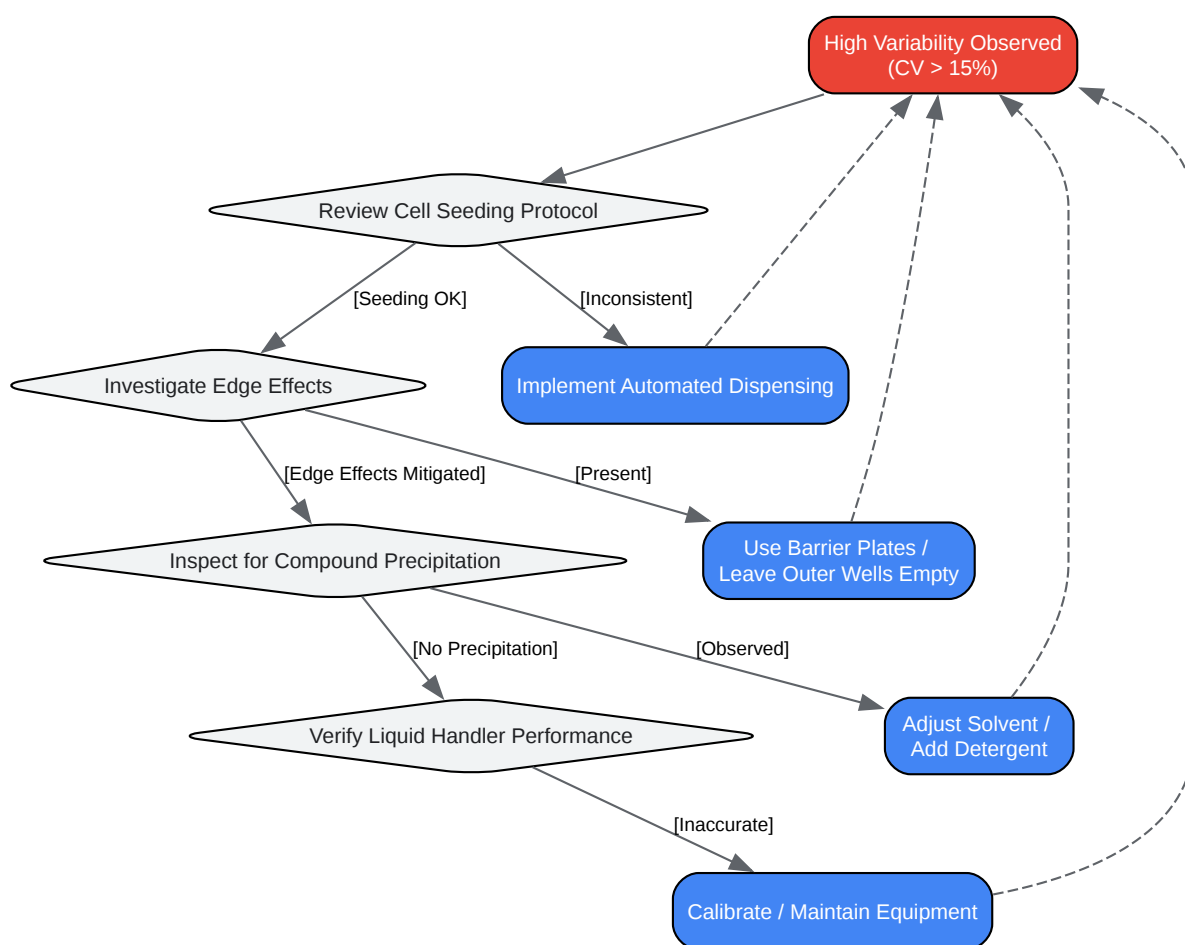 High Variability Observed
(CV > 15%)
Review Cell Seeding Protocol
[Seeding OK]
[Inconsistent]
Investigate Edge Effects
Implement Automated Dispensing
[Edge Effects Mitigated]
[Present]
Inspect for Compound Precipitation
Use Barrier Plates /
Leave Outer Wells Empty
[No Precipitation]
[Observed]
Verify Liquid Handler Performance
Adjust Solvent /
Add Detergent
[Inaccurate]
Calibrate / Maintain Equipment